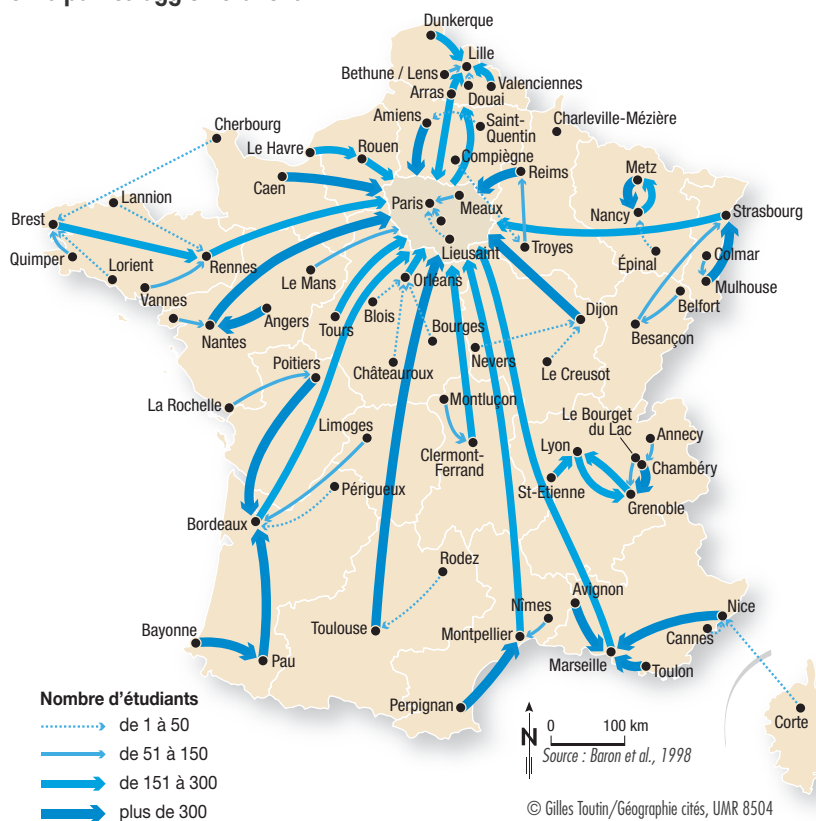 Dunkerque
Lille
Bethune / Lens
Valenciennes
Arras
Douai
Amiens
Saint-
Quentin
Charleville-Mézière
Cherbourg
Le Havre
Rouen
Compiègne
Reims
Metz
Caen
Lannion
Paris
Meaux
Nancy
Strasbourg
Brest
Rennes
Lieusaint
Troyes
Épinal
Colmar
Quimper
Lorient
Le Mans
Orléans
Mulhouse
Vannes
Blois
Belfort
Angers
Tours
Bourges
Dijon
Nantes
Nevers
Besançon
Poitiers
Châteauroux
Le Creusot
La Rochelle
Montluçon
Limoges
Le Bourget
du Lac
Annecy
Clermont-
Ferrand
Lyon
Chambéry
Périgueux
St-Etienne
Grenoble
Bordeaux
Rodez
Avignon
Nîmes
Nice
Bayonne
Toulouse
Montpellier
Cannes
Pau
Marseille
Toulon
Perpignan
Corte
Nombre d'étudiants
de 1 à 50
de 51 à 150
de 151 à 300
plus de 300
N
0 100 km
Source : Baron et al., 1998
© Gilles Toutin/Géographie cités, UMR 8504